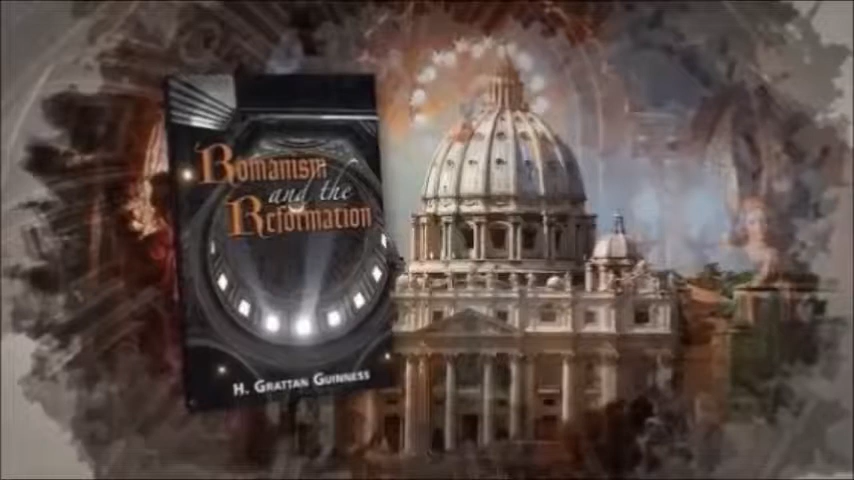 Romanism
and the
Reformation
H. GRATTAN GUINNESS